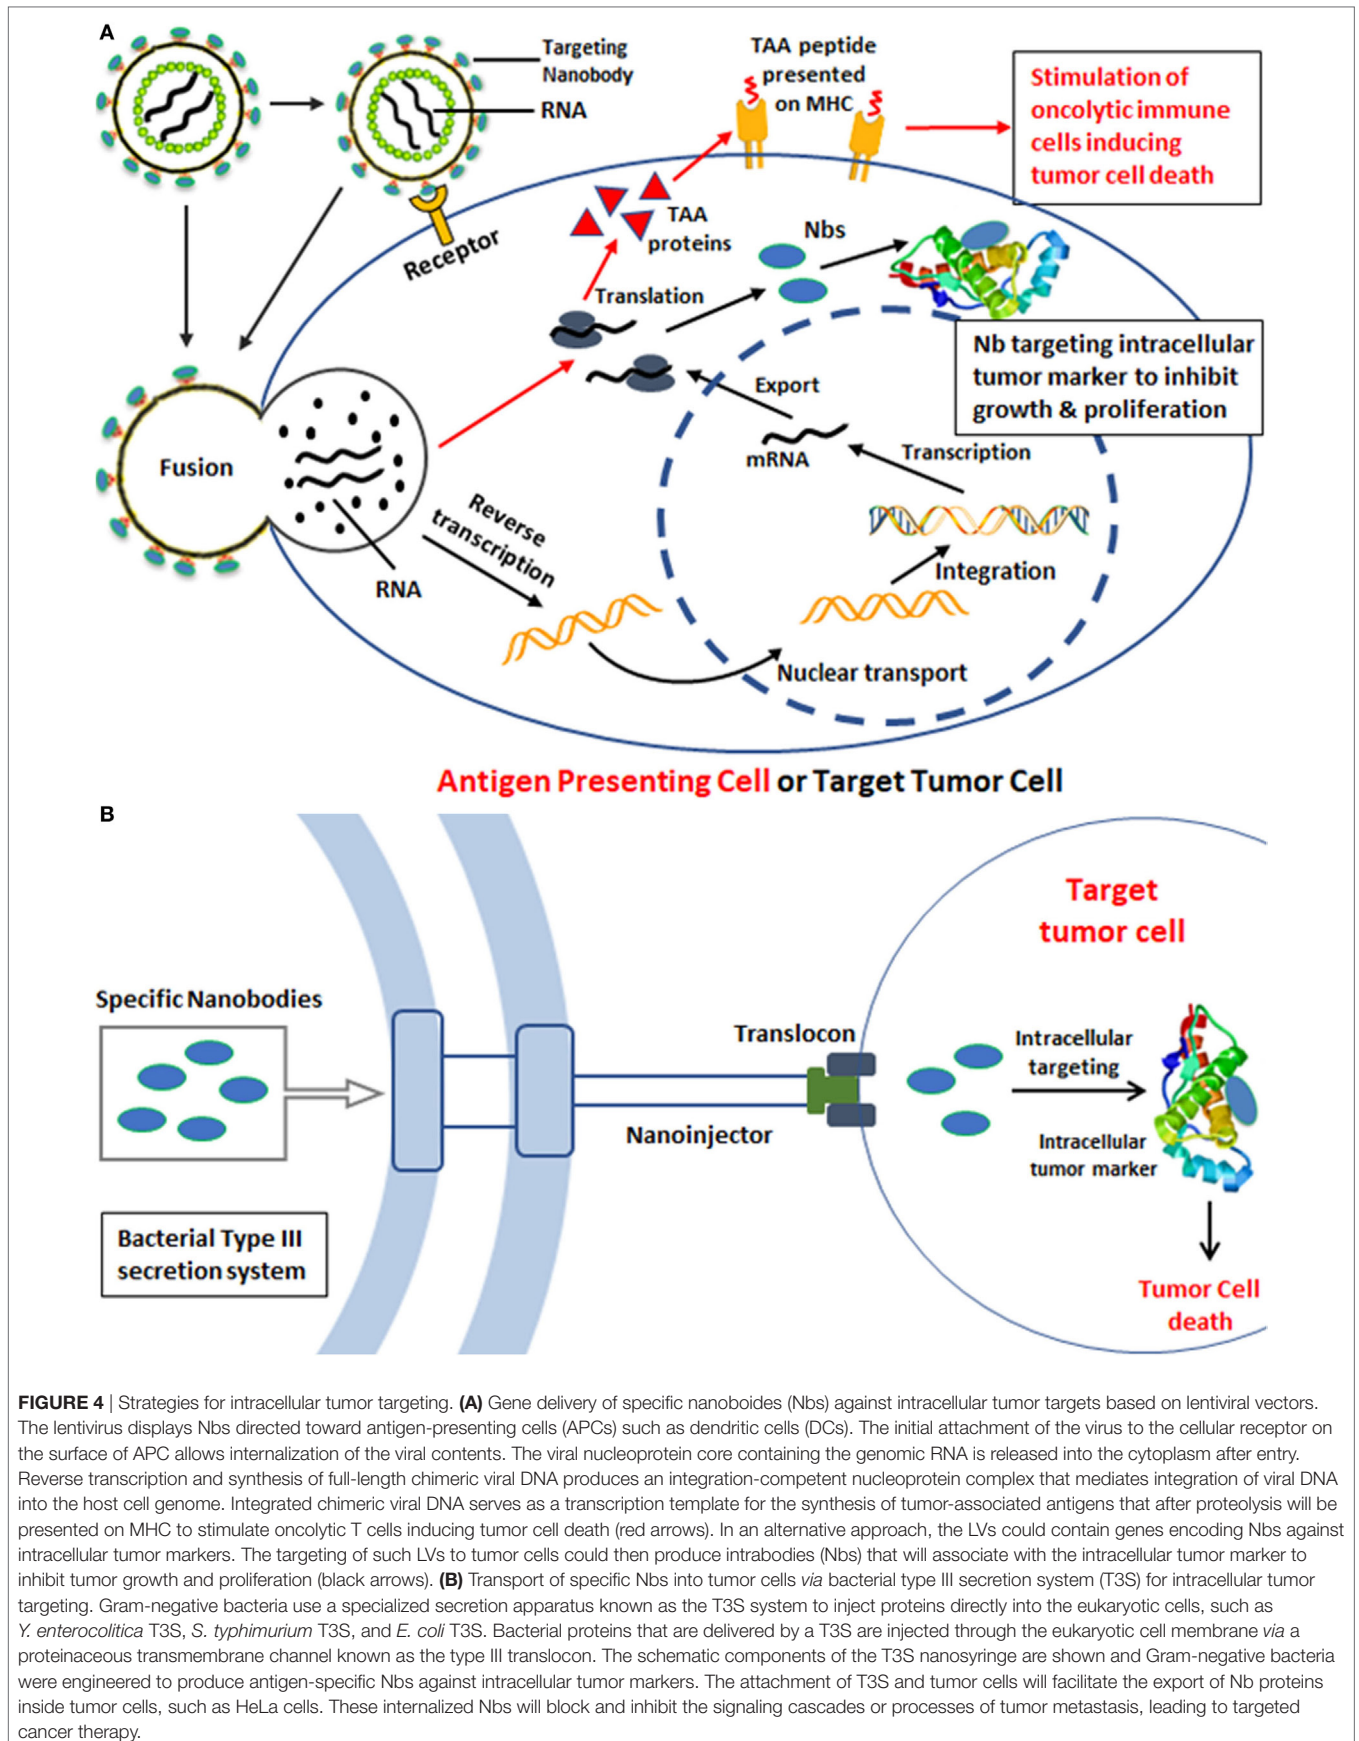 A
Targeting
Nanobody
RNA
TAA peptide
presented
on MHC
Stimulation of
oncolytic immune
cells inducing
tumor cell death
Receptor
TAA
proteins
Nbs
Translation
Nb targeting intracellular
tumor marker to inhibit
growth & proliferation
Export
mRNA
Transcription
Fusion
Reverse
transcription
RNA
Integration
Nuclear transport
Antigen Presenting Cell or Target Tumor Cell
B
Target
tumor cell
Specific Nanobodies
Translocon
Intracellular
targeting
Nanoinjector
Intracellular
tumor marker
Bacterial Type III
secretion system
Tumor Cell
death
FIGURE 4 | Strategies for intracellular tumor targeting. (A) Gene delivery of specific nanoboides (Nbs) against intracellular tumor targets based on lentiviral vectors.
The lentivirus displays Nbs directed toward antigen-presenting cells (APCs) such as dendritic cells (DCs). The initial attachment of the virus to the cellular receptor on
the surface of APC allows internalization of the viral contents. The viral nucleoprotein core containing the genomic RNA is released into the cytoplasm after entry.
Reverse transcription and synthesis of full-length chimeric viral DNA produces an integration-competent nucleoprotein complex that mediates integration of viral DNA
into the host cell genome. Integrated chimeric viral DNA serves as a transcription template for the synthesis of tumor-associated antigens that after proteolysis will be
presented on MHC to stimulate oncolytic T cells inducing tumor cell death (red arrows). In an alternative approach, the LVs could contain genes encoding Nbs against
intracellular tumor markers. The targeting of such LVs to tumor cells could then produce intrabodies (Nbs) that will associate with the intracellular tumor marker to
inhibit tumor growth and proliferation (black arrows). (B) Transport of specific Nbs into tumor cells via bacterial type III secretion system (T3S) for intracellular tumor
targeting. Gram-negative bacteria use a specialized secretion apparatus known as the T3S system to inject proteins directly into the eukaryotic cells, such as
Y. enterocolitica T3S, S. typhimurium T3S, and E. coli T3S. Bacterial proteins that are delivered by a T3S are injected through the eukaryotic cell membrane via a
proteinaceous transmembrane channel known as the type III translocon. The schematic components of the T3S nanosyringe are shown and Gram-negative bacteria
were engineered to produce antigen-specific Nbs against intracellular tumor markers. The attachment of T3S and tumor cells will facilitate the export of Nb proteins
inside tumor cells, such as HeLa cells. These internalized Nbs will block and inhibit the signaling cascades or processes of tumor metastasis, leading to targeted
cancer therapy.